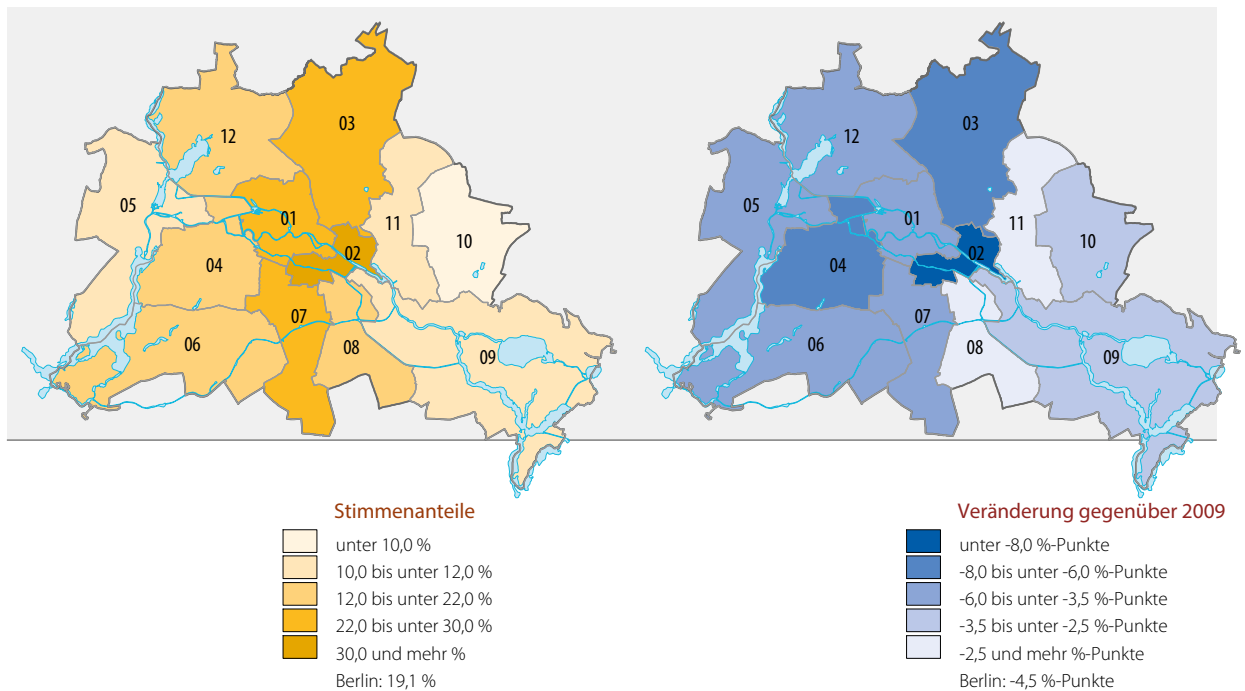 03
12
05
01
11
10
02
04
07
06
08
09
03
12
05
01
11
10
02
04
07
06
08
09
Stimmenanteile
unter 10,0 %
10,0 bis unter 12,0 %
12,0 bis unter 22,0 %
22,0 bis unter 30,0 %
30,0 und mehr %
Berlin: 19,1 %
Veränderung gegenüber 2009
unter -8,0 %-Punkte
-8,0 bis unter -6,0 %-Punkte
-6,0 bis unter -3,5 %-Punkte
-3,5 bis unter -2,5 %-Punkte
-2,5 und mehr %-Punkte
Berlin: -4,5 %-Punkte